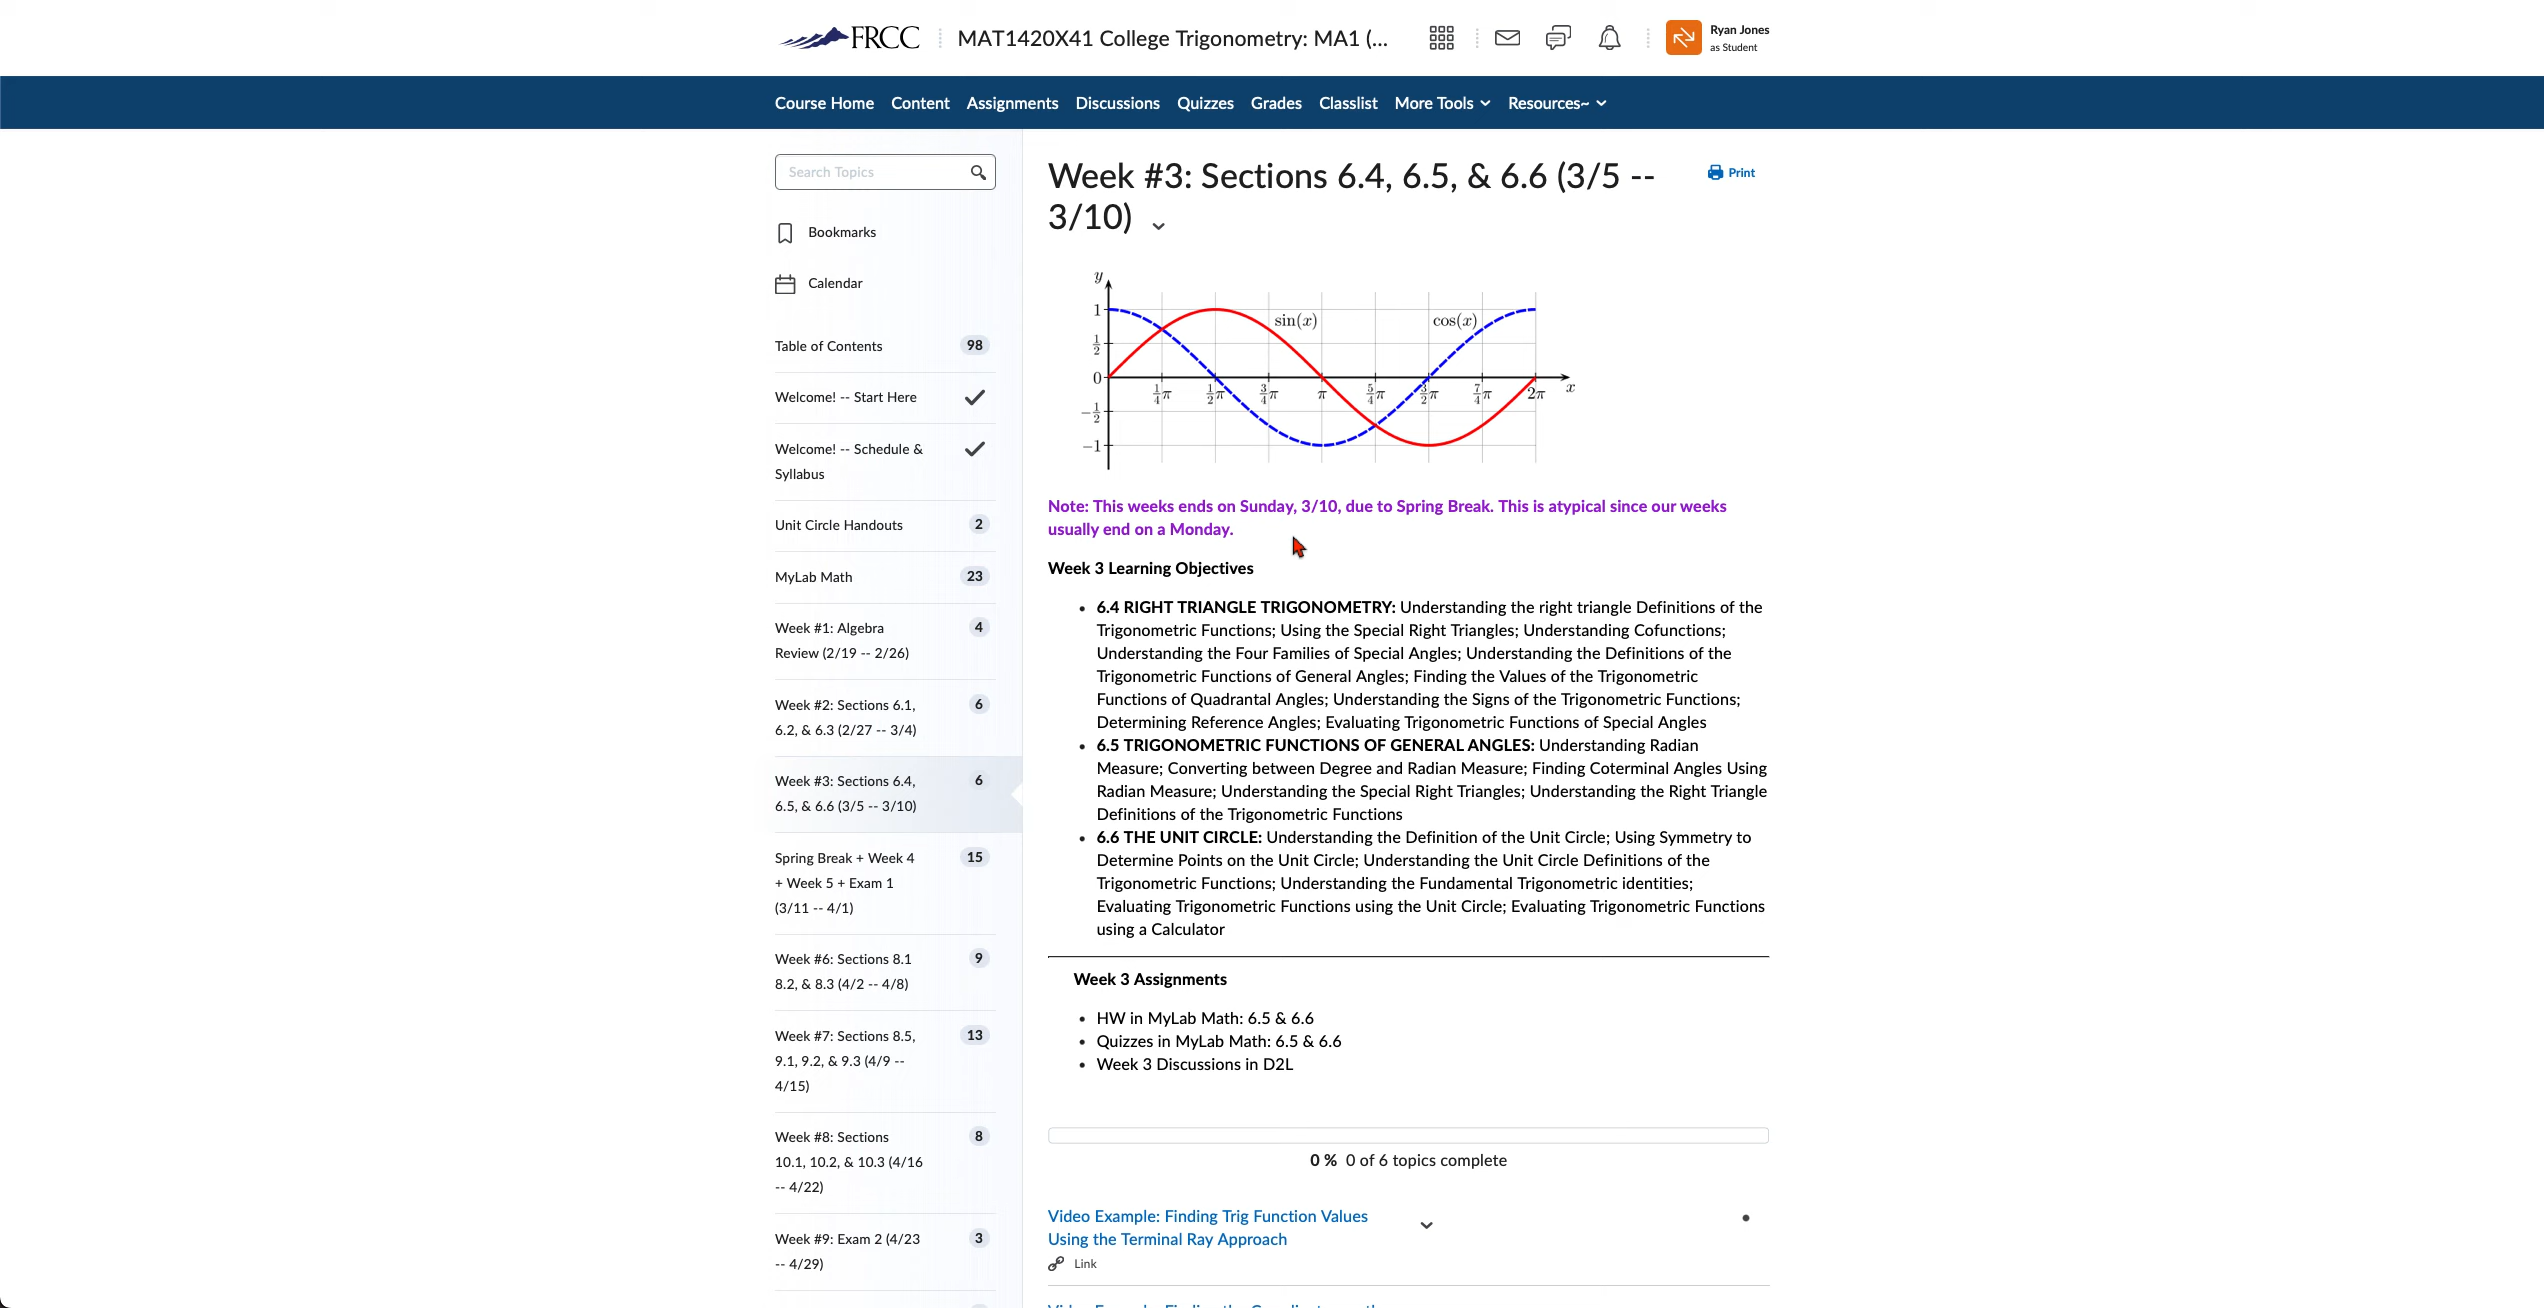 FRCC
MAT1420X41 College Trigonometry: MA1 (...
Ryan Jones
as Student
Course Home Content Assignments Discussions Quizzes Grades Classlist More Tools Resources~
Search Topics
Bookmarks
Calendar
Table of Contents 98
Welcome! -- Start Here
Welcome! -- Schedule &
Syllabus
Unit Circle Handouts 2
MyLab Math 23
Week #1: Algebra 4
Review (2/19 -- 2/26)
Week #2: Sections 6.1, 6
6.2, & 6.3 (2/27 -- 3/4)
Week #3: Sections 6.4, 6
6.5, & 6.6 (3/5 -- 3/10)
Spring Break + Week 4 15
+ Week 5 + Exam 1
(3/11 -- 4/1)
Week #6: Sections 8.1 9
8.2, & 8.3 (4/2 -- 4/8)
Week #7: Sections 8.5, 13
9.1, 9.2, & 9.3 (4/9 --
4/15)
Week #8: Sections 8
10.1, 10.2, & 10.3 (4/16
-- 4/22)
Week #9: Exam 2 (4/23 3
-- 4/29)
Week #3: Sections 6.4, 6.5, & 6.6 (3/5 --
3/10)
Print
y
1
sin(x) cos(x)
1/2
0
1/4π 1/2π 3/4π π 5/4π 3/2π 7/4π 2π x
−1/2
−1
Note: This weeks ends on Sunday, 3/10, due to Spring Break. This is atypical since our weeks
usually end on a Monday.
Week 3 Learning Objectives
• 6.4 RIGHT TRIANGLE TRIGONOMETRY: Understanding the right triangle Definitions of the
Trigonometric Functions; Using the Special Right Triangles; Understanding Cofunctions;
Understanding the Four Families of Special Angles; Understanding the Definitions of the
Trigonometric Functions of General Angles; Finding the Values of the Trigonometric
Functions of Quadrantal Angles; Understanding the Signs of the Trigonometric Functions;
Determining Reference Angles; Evaluating Trigonometric Functions of Special Angles
• 6.5 TRIGONOMETRIC FUNCTIONS OF GENERAL ANGLES: Understanding Radian
Measure; Converting between Degree and Radian Measure; Finding Coterminal Angles Using
Radian Measure; Understanding the Special Right Triangles; Understanding the Right Triangle
Definitions of the Trigonometric Functions
• 6.6 THE UNIT CIRCLE: Understanding the Definition of the Unit Circle; Using Symmetry to
Determine Points on the Unit Circle; Understanding the Unit Circle Definitions of the
Trigonometric Functions; Understanding the Fundamental Trigonometric identities;
Evaluating Trigonometric Functions using the Unit Circle; Evaluating Trigonometric Functions
using a Calculator
Week 3 Assignments
• HW in MyLab Math: 6.5 & 6.6
• Quizzes in MyLab Math: 6.5 & 6.6
• Week 3 Discussions in D2L
0 % 0 of 6 topics complete
Video Example: Finding Trig Function Values
Using the Terminal Ray Approach
Link